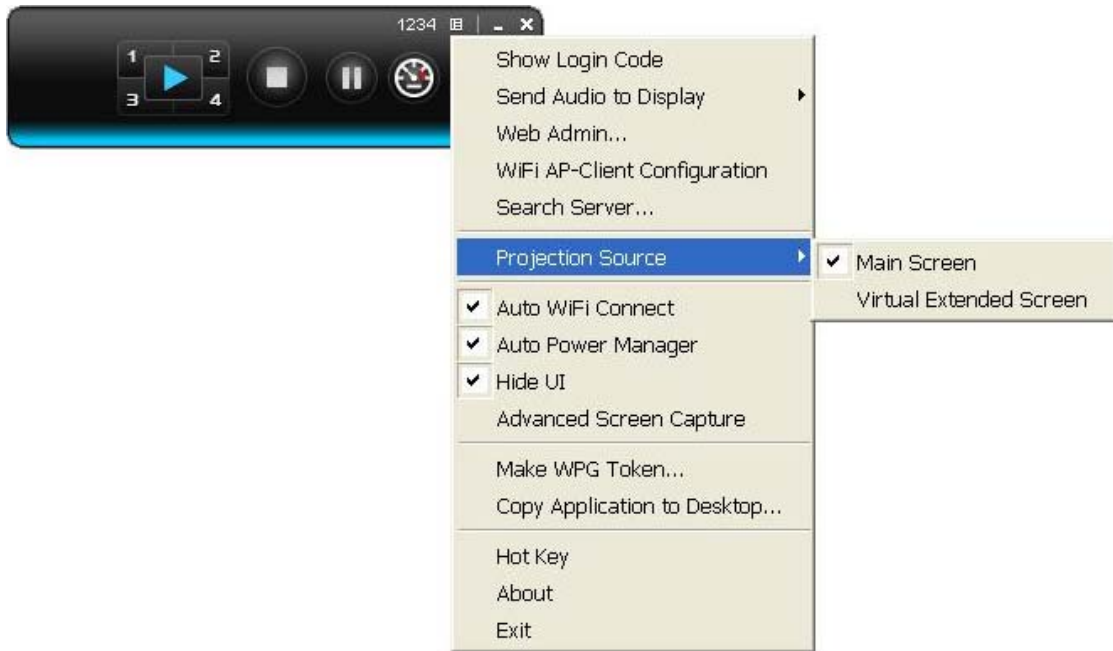 1234
1 2
3 4
Show Login Code
Send Audio to Display
Web Admin...
WiFi AP-Client Configuration
Search Server...
Projection Source
Main Screen
Virtual Extended Screen
Auto WiFi Connect
Auto Power Manager
Hide UI
Advanced Screen Capture
Make WPG Token...
Copy Application to Desktop...
Hot Key
About
Exit